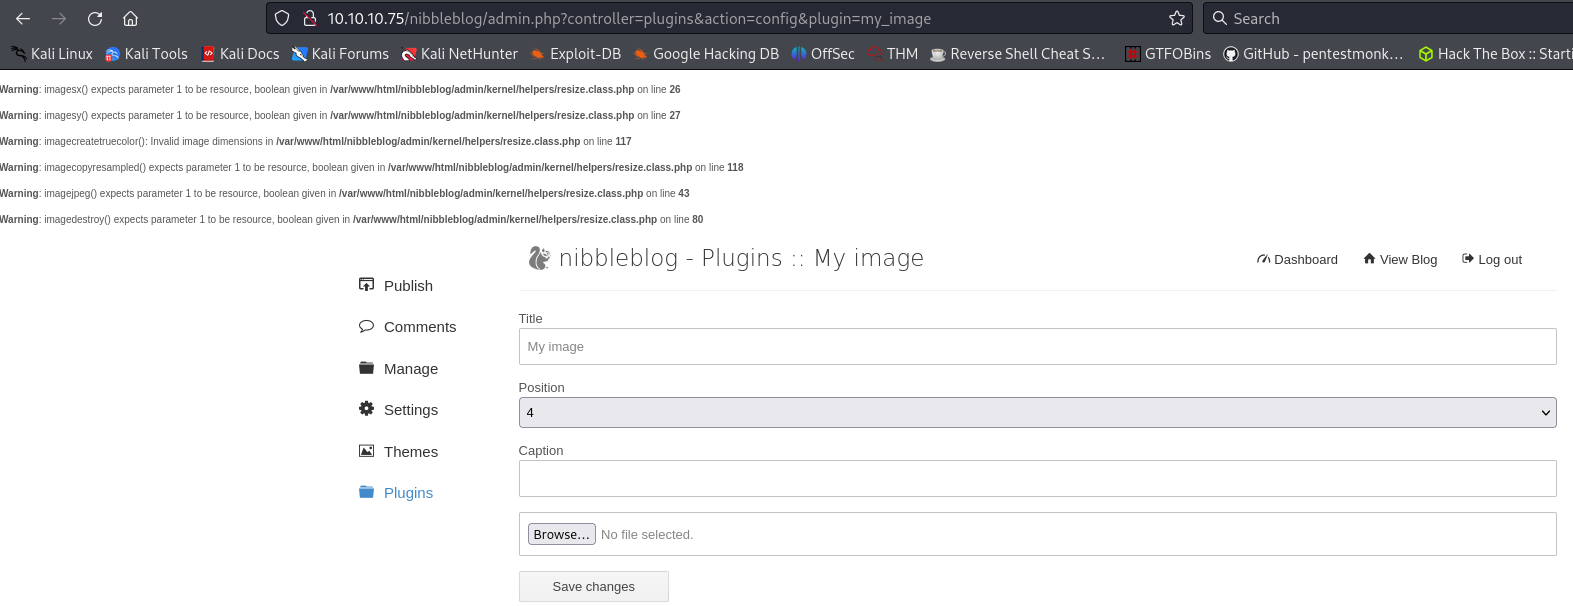 10.10.10.75/nibbleblog/admin.php?controller=plugins&action=config&plugin=my_image Search
Kali Linux Kali Tools Kali Docs Kali Forums Kali NetHunter Exploit-DB Google Hacking DB OffSec THM Reverse Shell Cheat S… GTFOBins GitHub - pentestmonk… Hack The Box :: Starti
Warning: imagesx() expects parameter 1 to be resource, boolean given in /var/www/html/nibbleblog/admin/kernel/helpers/resize.class.php on line 26
Warning: imagesy() expects parameter 1 to be resource, boolean given in /var/www/html/nibbleblog/admin/kernel/helpers/resize.class.php on line 27
Warning: imagecreatetruecolor(): Invalid image dimensions in /var/www/html/nibbleblog/admin/kernel/helpers/resize.class.php on line 117
Warning: imagecopyresampled() expects parameter 1 to be resource, boolean given in /var/www/html/nibbleblog/admin/kernel/helpers/resize.class.php on line 118
Warning: imagejpeg() expects parameter 1 to be resource, boolean given in /var/www/html/nibbleblog/admin/kernel/helpers/resize.class.php on line 43
Warning: imagedestroy() expects parameter 1 to be resource, boolean given in /var/www/html/nibbleblog/admin/kernel/helpers/resize.class.php on line 80
nibbleblog - Plugins :: My image
Dashboard View Blog Log out
Publish
Comments
Manage
Settings
Themes
Plugins
Title
My image
Position
4
Caption
Browse… No file selected.
Save changes